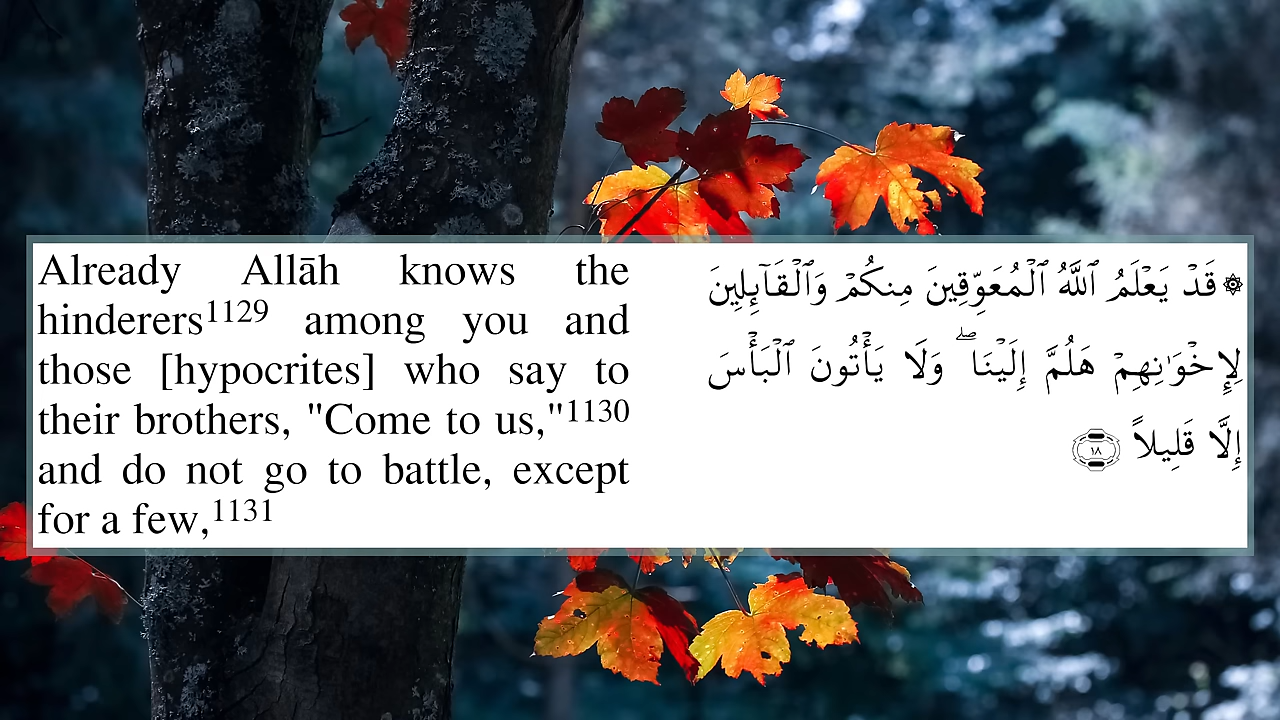 Already Allāh knows the
hinderers1129 among you and
those [hypocrites] who say to
their brothers, "Come to us,"1130
and do not go to battle, except
for a few,1131
۞ قَدْ يَعْلَمُ ٱللَّهُ ٱلْمُعَوِّقِينَ مِنكُمْ وَٱلْقَآئِلِينَ
لِإِخْوَٰنِهِمْ هَلُمَّ إِلَيْنَا ۖ وَلَا يَأْتُونَ ٱلْبَأْسَ
إِلَّا قَلِيلاً ١٨